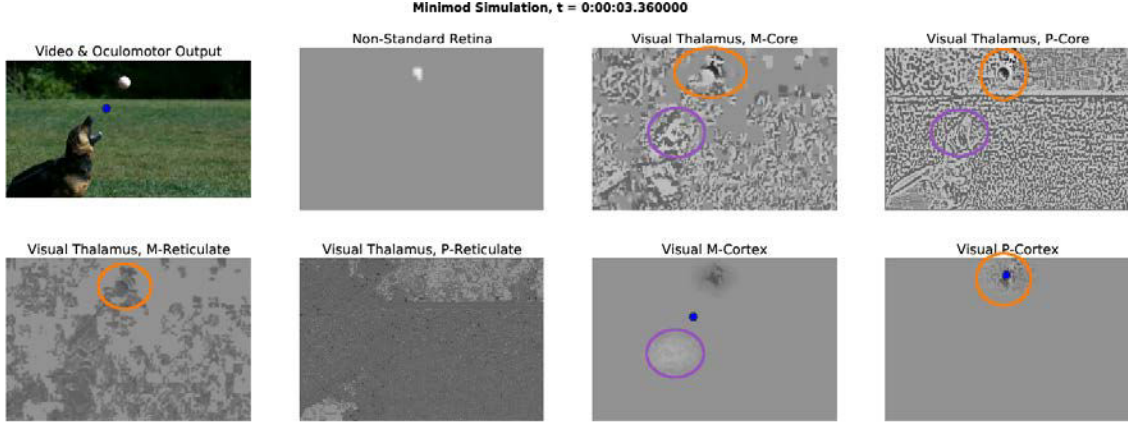 Minimod Simulation, t = 0:00:03.360000
Video & Oculomotor Output
Non-Standard Retina
Visual Thalamus, M-Core
Visual Thalamus, P-Core
Visual Thalamus, M-Reticulate
Visual Thalamus, P-Reticulate
Visual M-Cortex
Visual P-Cortex